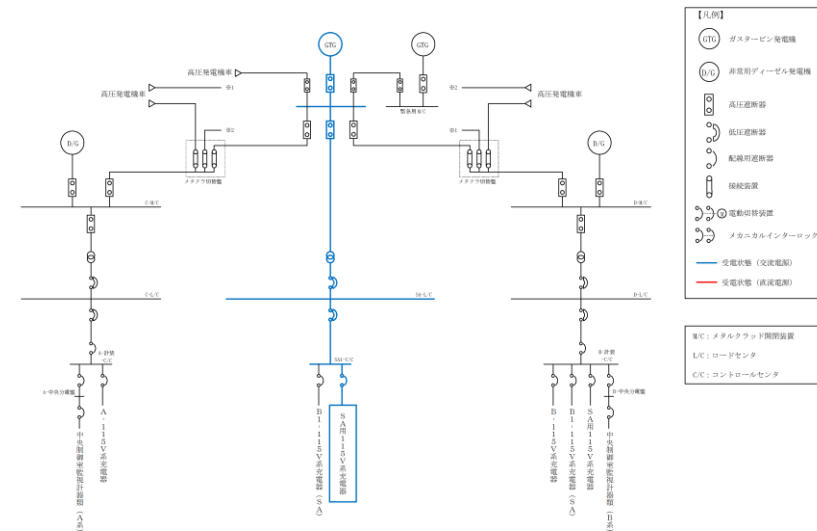 GTG
GTG
高圧発電機車
高圧発電機車
※1
※2
緊急用M/C
※2
※1
高圧発電機車
D/G
D/G
メタクラ切替盤
メタクラ切替盤
C-M/C
D-M/C
C-L/C
SA-L/C
D-L/C
A-計装
-C/C
SA1-C/C
B-計装
-C/C
A-中央分電盤
B-中央分電盤
中央制御室監視計器類(A系)
A-115V系充電器
B1-115V系充電器(SA)
SA用115V系充電器
B-115V系充電器
B1-115V系充電器(SA)
SA用115V系充電器
中央制御室監視計器類(B系)
【凡例】
GTG ガスタービン発電機
D/G 非常用ディーゼル発電機
高圧遮断器
低圧遮断器
配線用遮断器
接続装置
電動切替装置
メカニカルインターロック
受電状態(交流電源)
受電状態(直流電源)
M/C:メタルクラッド開閉装置
L/C:ロードセンタ
C/C:コントロールセンタ